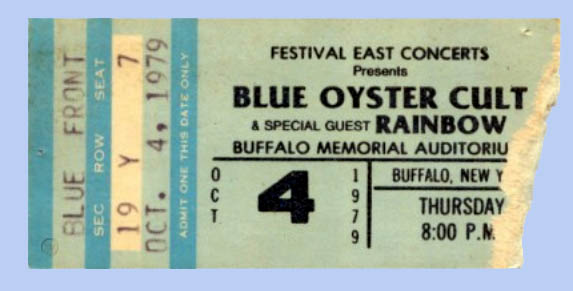 BLUE FRONT
SEC ROW SEAT
19 Y 7
OCT. 4, 1979
ADMIT ONE THIS DATE ONLY
FESTIVAL EAST CONCERTS
Presents
BLUE OYSTER CULT
& SPECIAL GUEST RAINBOW
BUFFALO MEMORIAL AUDITORIU
OCT 4 1979
BUFFALO, NEW Y
THURSDAY
8:00 P.M